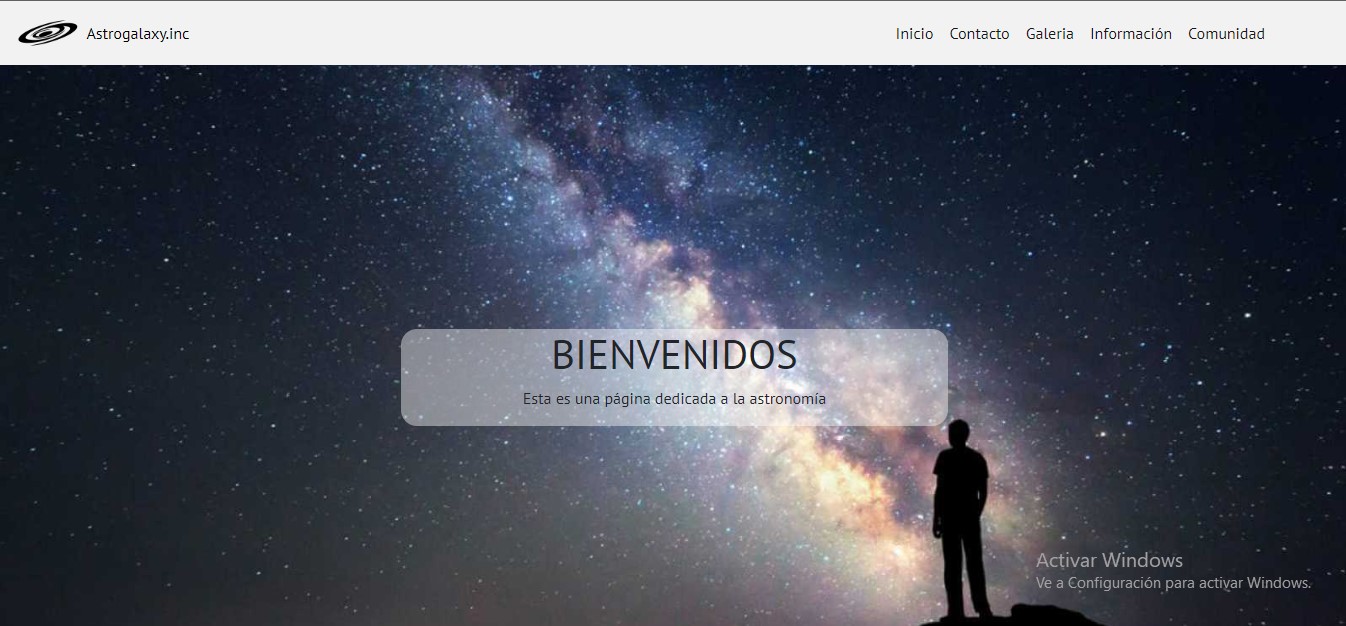 Astrogalaxy.inc
Inicio Contacto Galeria Información Comunidad
BIENVENIDOS
Esta es una página dedicada a la astronomía
Activar Windows
Ve a Configuración para activar Windows.